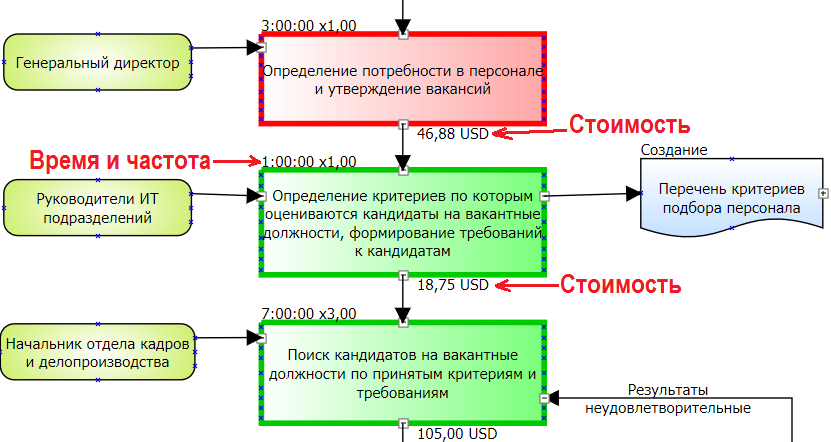 3:00:00 x1,00
Генеральный директор
Определение потребности в персонале
и утверждение вакансий
46,88 USD
Стоимость
Время и частота
1:00:00 x1,00
Создание
Руководители ИТ
подразделений
Определение критериев по которым
оцениваются кандидаты на вакантные
должности, формирование требований
к кандидатам
Перечень критериев
подбора персонала
18,75 USD
Стоимость
7:00:00 x3,00
Начальник отдела кадров
и делопроизводства
Поиск кандидатов на вакантные
должности по принятым критериям и
требованиям
Результаты
неудовлетворительные
105,00 USD